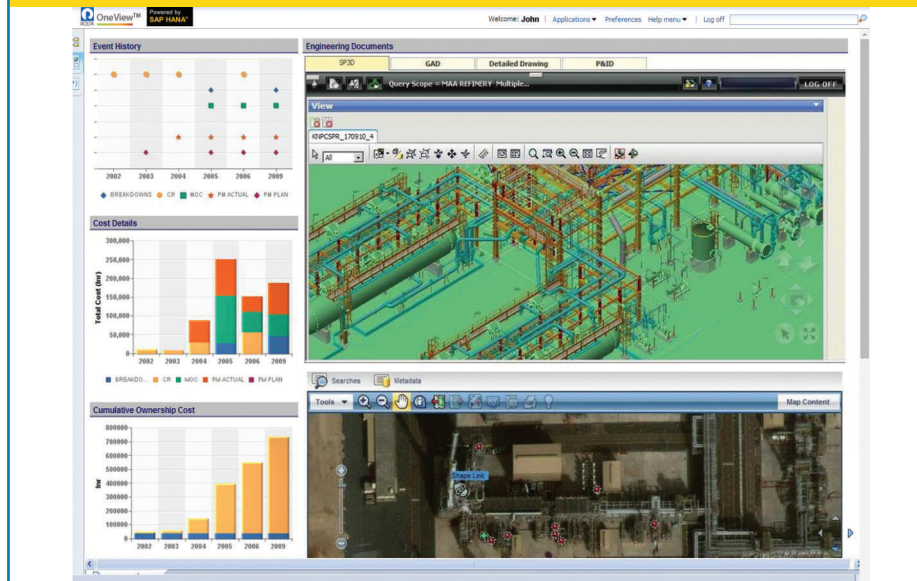 OneView™
Powered by
SAP HANA®
Welcome: John | Applications Preferences Help menu | Log off
Event History
2002 2003 2004 2005 2006 2009
BREAKDOWNS CR MOC PM ACTUAL PM PLAN
Cost Details
Total Cost (Inr)
300,000
250,000
200,000
150,000
100,000
50,000
0
2002 2003 2004 2005 2006 2009
BREAKDO... CR MOC PM ACTUAL PM PLAN
Cumulative Ownership Cost
Inr
800000
700000
600000
500000
400000
300000
200000
100000
2002 2003 2004 2005 2006 2009
Engineering Documents
SP3D GAD Detailed Drawing P&ID
Query Scope = MAA REFINERY Multiple...
LOG OFF
View
KNPCSPR_170910_4
All
Searches Metadata
Tools Map Content
Shape Link